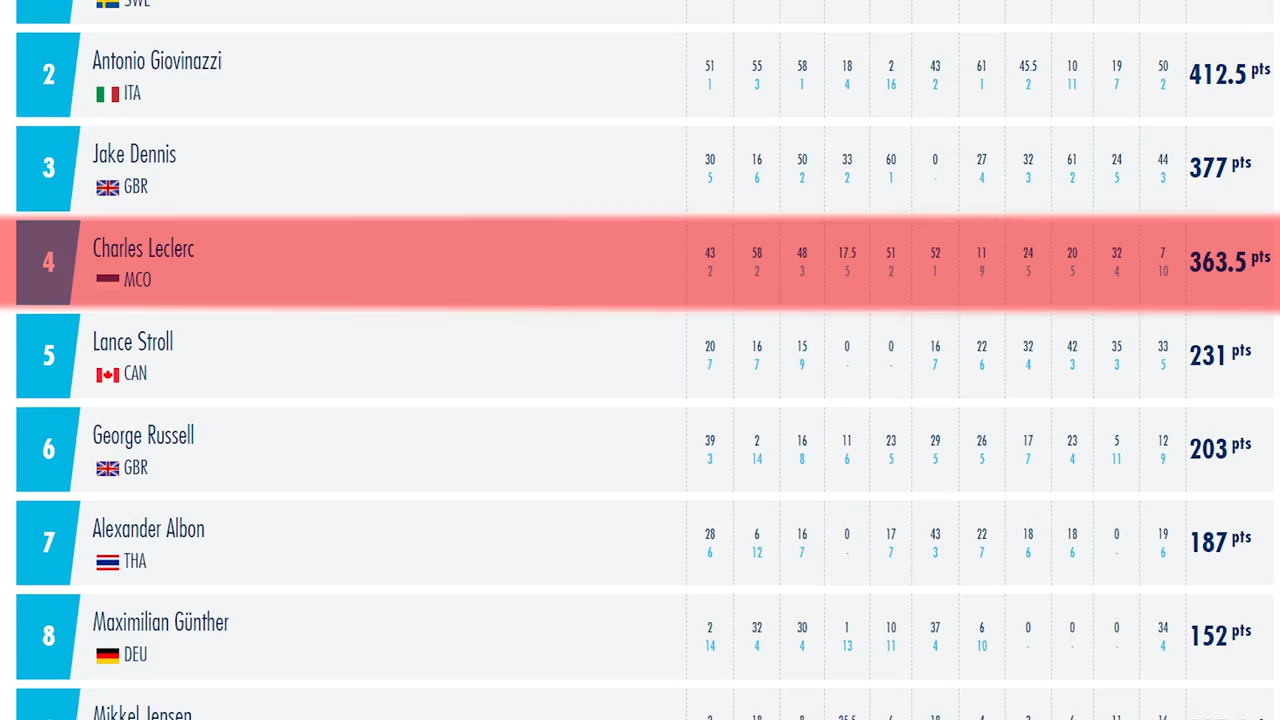 SWE
2 Antonio Giovinazzi 51 55 58 18 2 43 61 45.5 10 19 50 412.5 pts
ITA 1 3 1 4 16 2 1 2 11 7 2
3 Jake Dennis 30 16 50 33 60 0 27 32 61 24 44 377 pts
GBR 5 6 2 2 1 - 4 3 2 5 3
4 Charles Leclerc 43 58 48 17.5 51 52 11 24 20 32 7 363.5 pts
MCO 2 2 3 5 2 1 9 5 5 4 10
5 Lance Stroll 20 16 15 0 0 16 22 32 42 35 33 231 pts
CAN 7 7 9 - - 7 6 4 3 3 5
6 George Russell 39 2 16 11 23 29 26 17 23 5 12 203 pts
GBR 3 14 8 6 5 5 5 7 4 11 9
7 Alexander Albon 28 6 16 0 17 43 22 18 18 0 19 187 pts
THA 6 12 7 - 7 3 7 6 6 - 6
8 Maximilian Günther 2 32 30 1 10 37 6 0 0 0 34 152 pts
DEU 14 4 4 13 11 4 10 - - - 4
Mikkel Jensen